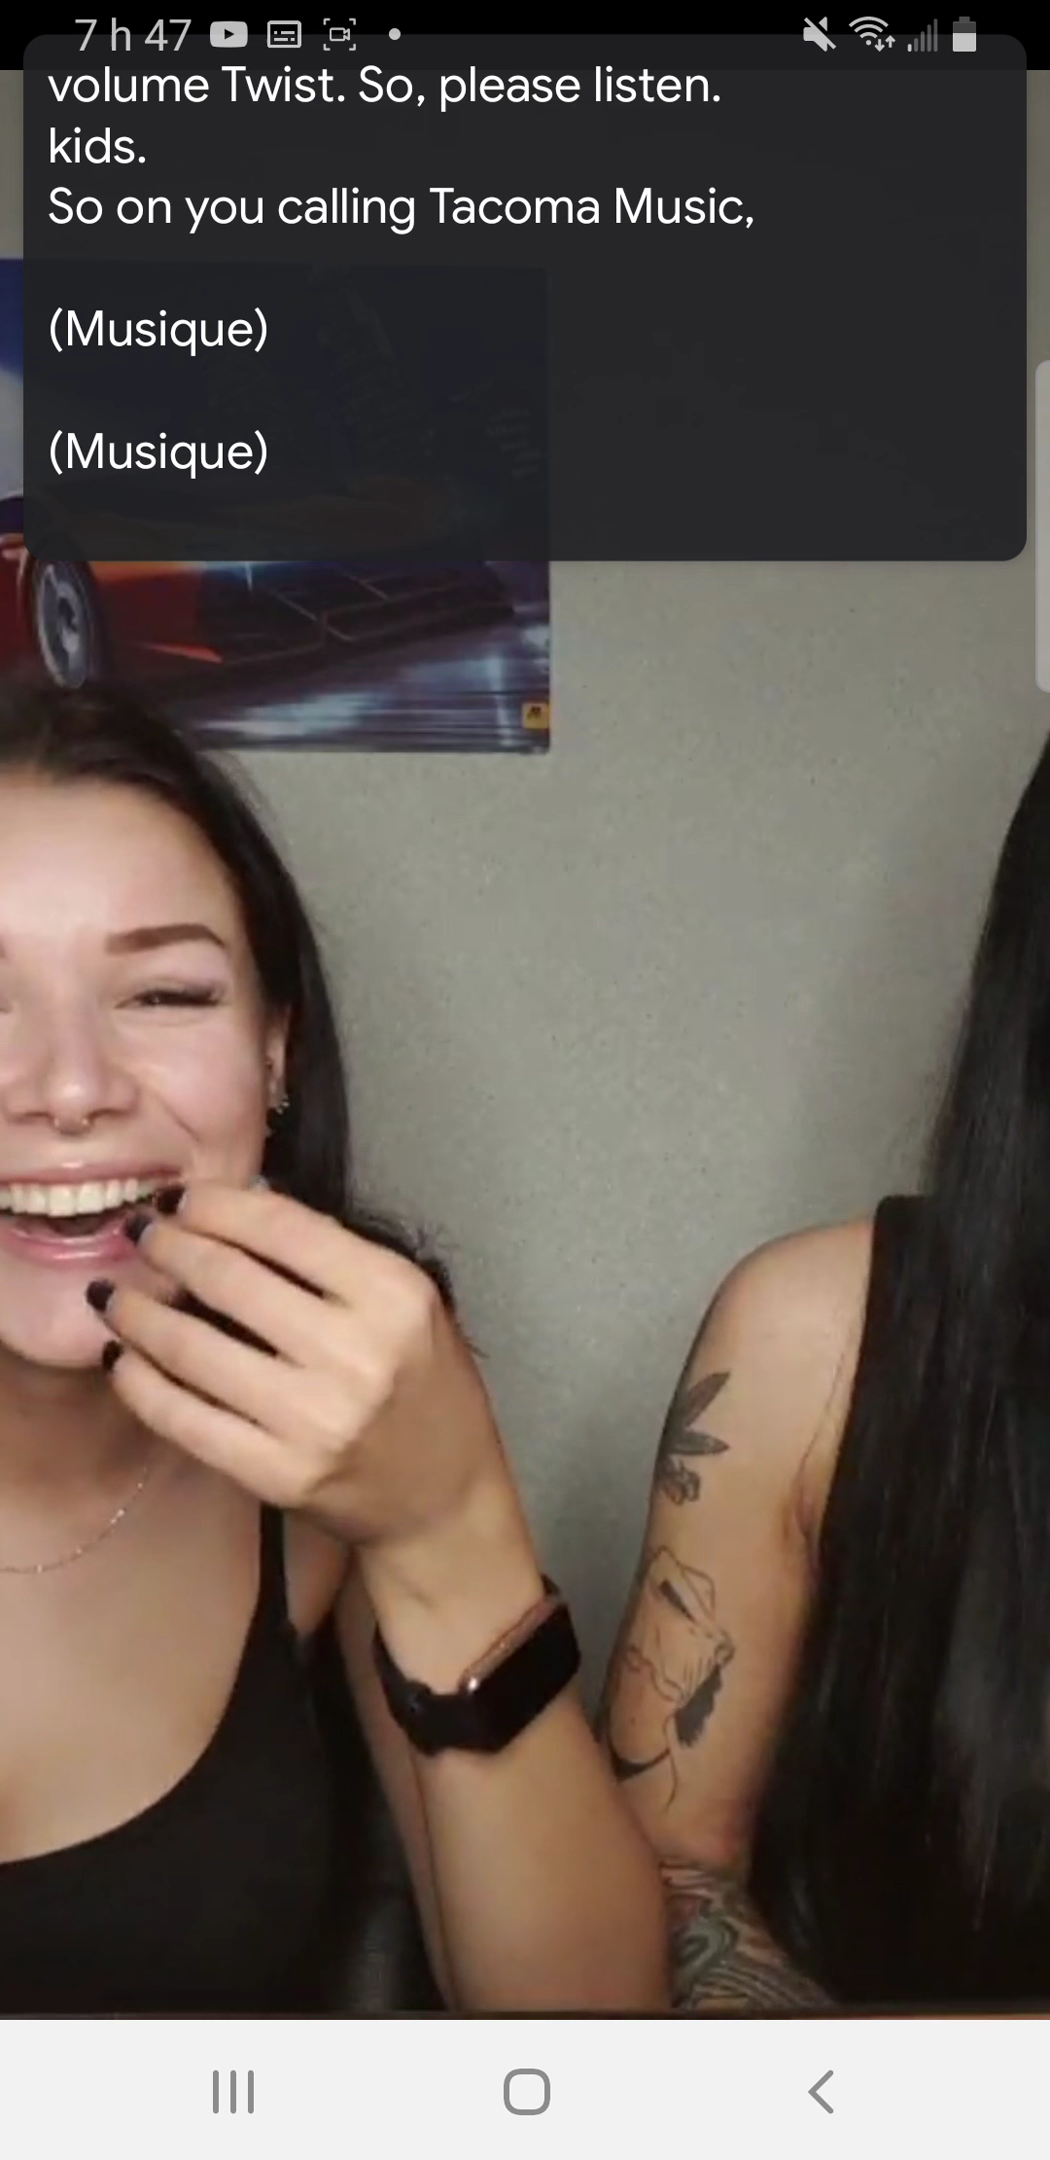 7 h 47
volume Twist. So, please listen.
kids.
So on you calling Tacoma Music,
(Musique)
(Musique)